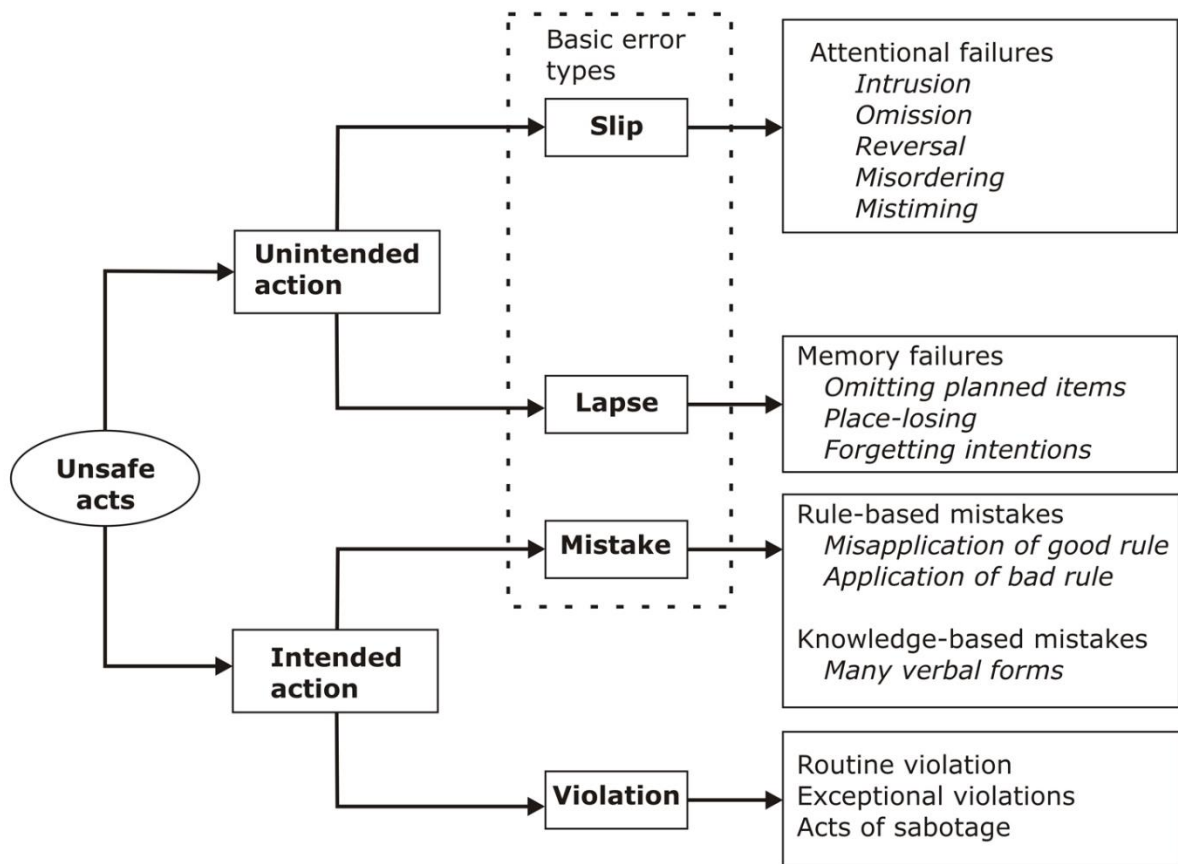 Basic error
types
Slip
Attentional failures
Intrusion
Omission
Reversal
Misordering
Mistiming
Unintended
action
Lapse
Memory failures
Omitting planned items
Place-losing
Forgetting intentions
Unsafe
acts
Mistake
Rule-based mistakes
Misapplication of good rule
Application of bad rule
Knowledge-based mistakes
Many verbal forms
Intended
action
Violation
Routine violation
Exceptional violations
Acts of sabotage